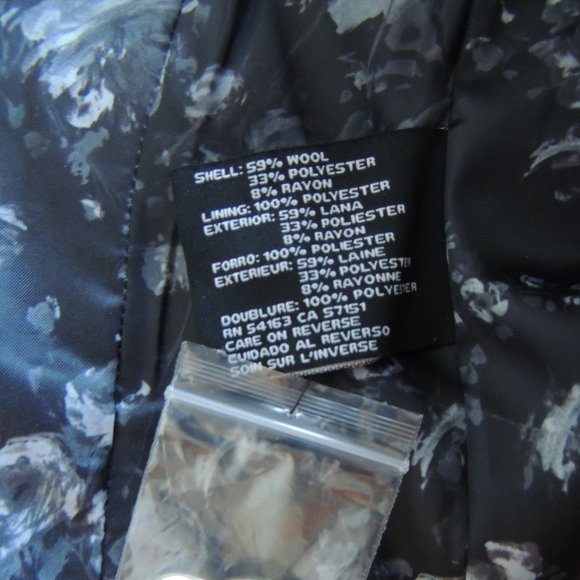 SHELL: 59% WOOL
33% POLYESTER
8% RAYON
LINING: 100% POLYESTER
EXTERIOR: 59% LANA
33% POLIESTER
8% RAYON
FORRO: 100% POLIESTER
EXTERIEUR: 59% LAINE
33% POLYESTER
8% RAYONNE
DOUBLURE: 100% POLYESTER
RN 54163 CA 57151
CARE ON REVERSE
CUIDADO AL REVERSO
SOIN SUR L'INVERSE